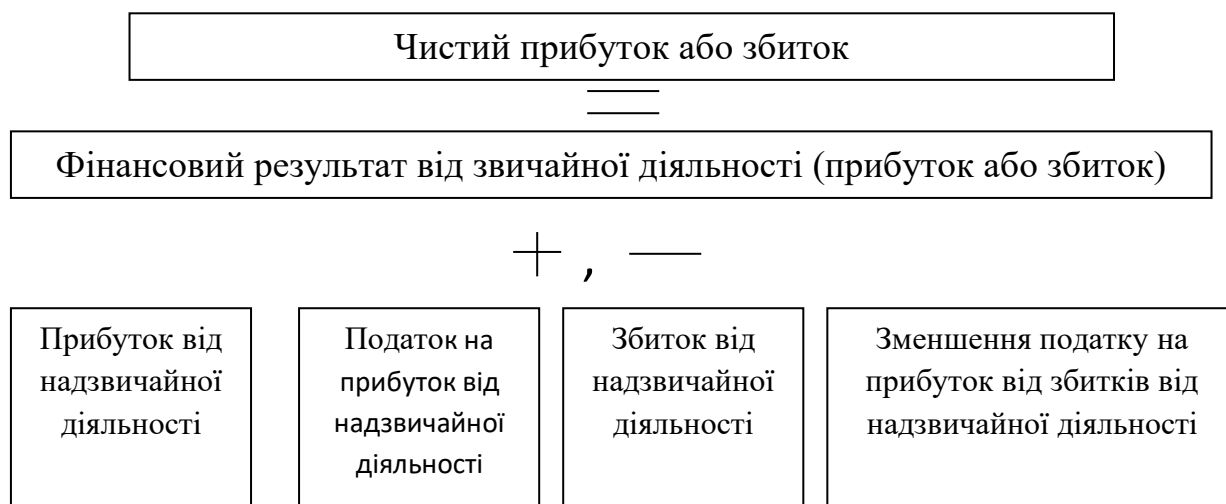 Чистий прибуток або збиток
Фінансовий результат від звичайної діяльності (прибуток або збиток)
+ , —
Прибуток від
надзвичайної
діяльності
Податок на
прибуток від
надзвичайної
діяльності
Збиток від
надзвичайної
діяльності
Зменшення податку на
прибуток від збитків від
надзвичайної діяльності